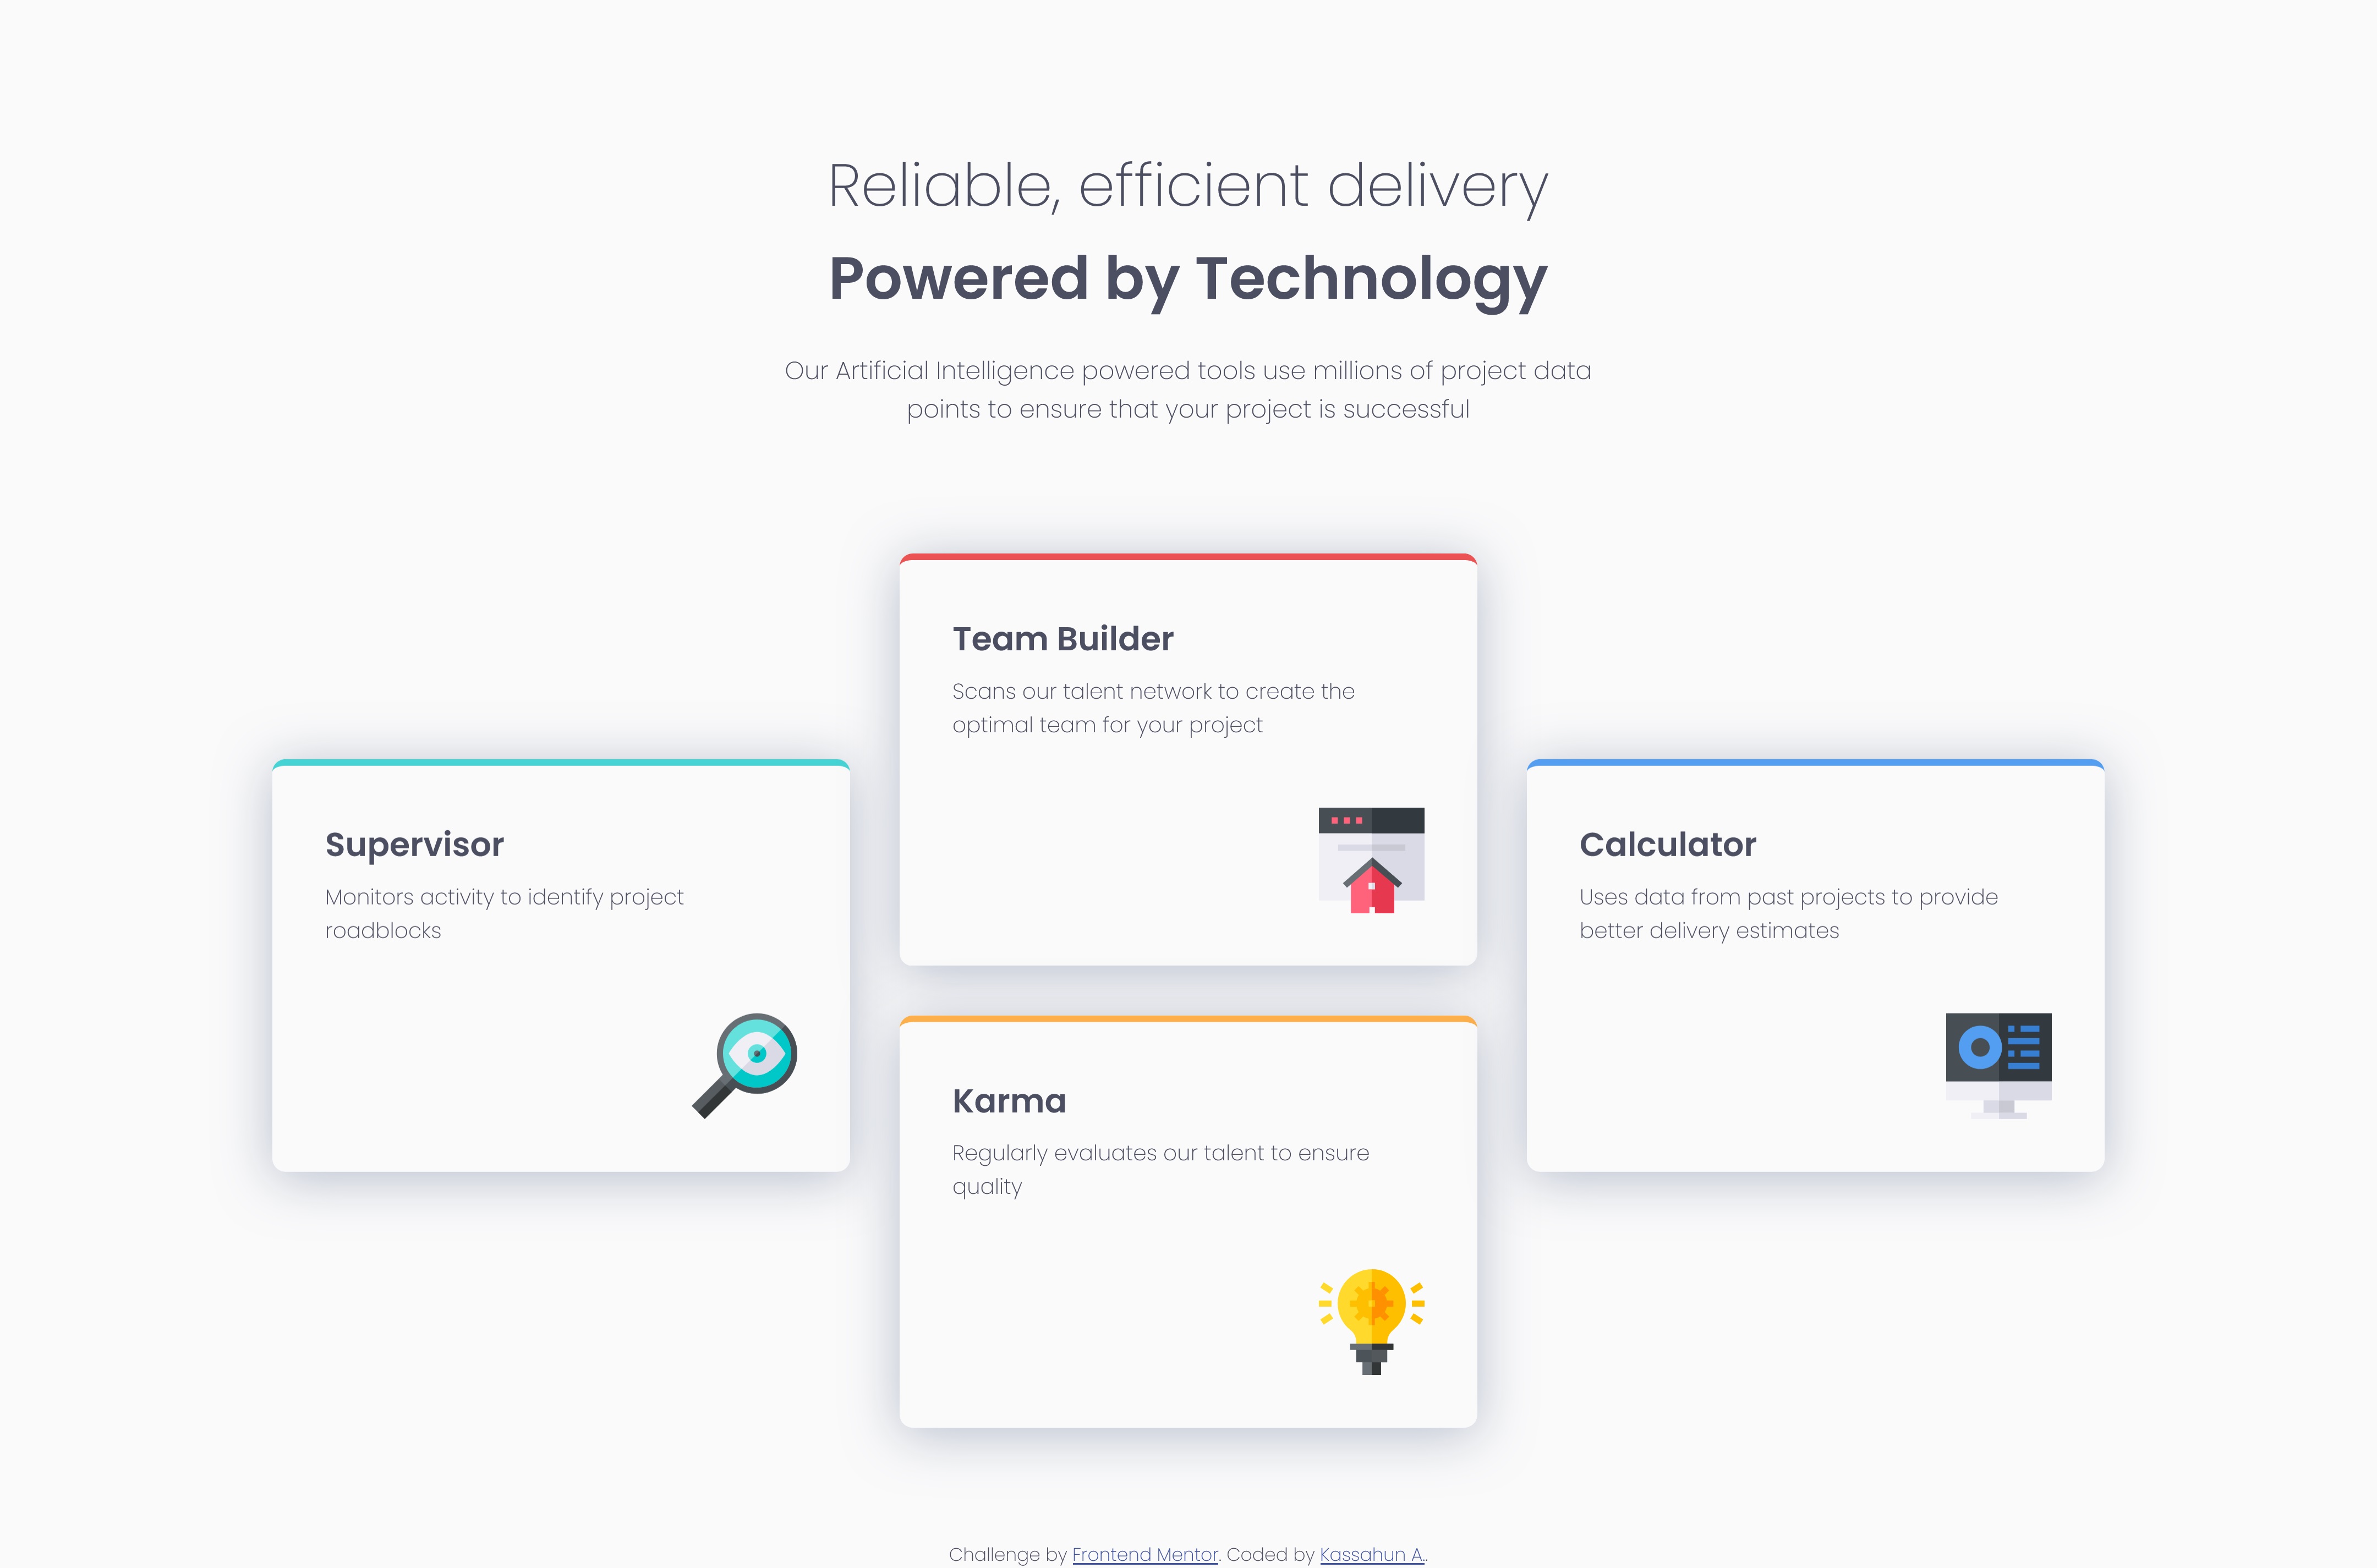 Reliable, efficient delivery
Powered by Technology
Our Artificial Intelligence powered tools use millions of project data
points to ensure that your project is successful
Team Builder
Scans our talent network to create the
optimal team for your project
Supervisor
Monitors activity to identify project
roadblocks
Calculator
Uses data from past projects to provide
better delivery estimates
Karma
Regularly evaluates our talent to ensure
quality
Challenge by Frontend Mentor. Coded by Kassahun A..